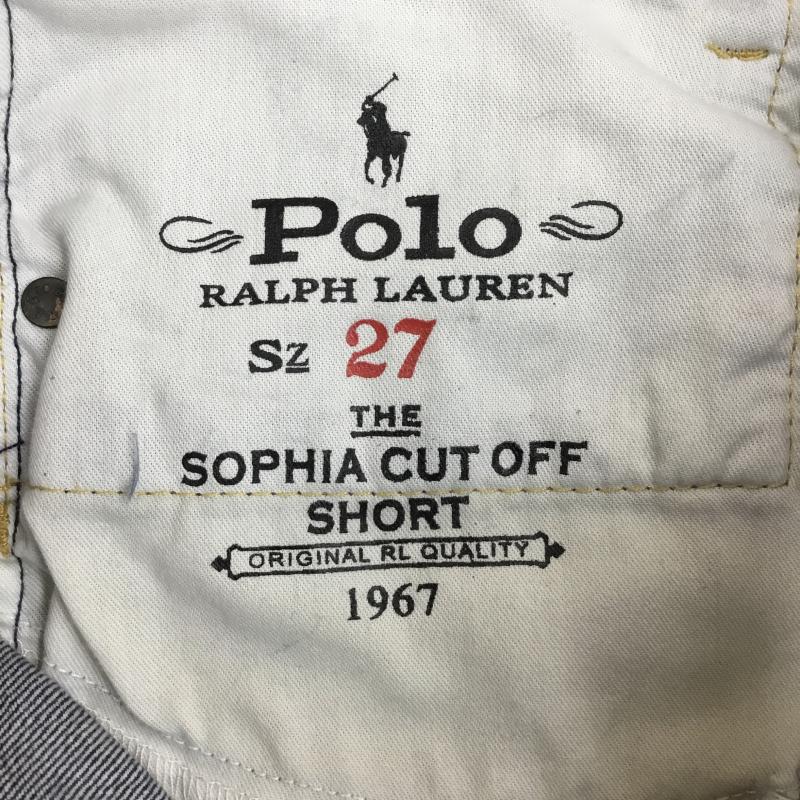 Polo
RALPH LAUREN
Sz 27
THE
SOPHIA CUT OFF
SHORT
ORIGINAL RL QUALITY
1967